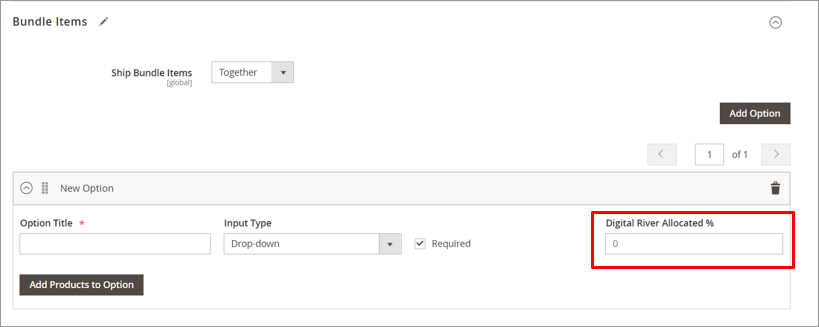 Bundle Items
Ship Bundle Items
[global]
Together
Add Option
1 of 1
New Option
Option Title *
Input Type
Drop-down
Required
Digital River Allocated %
0
Add Products to Option